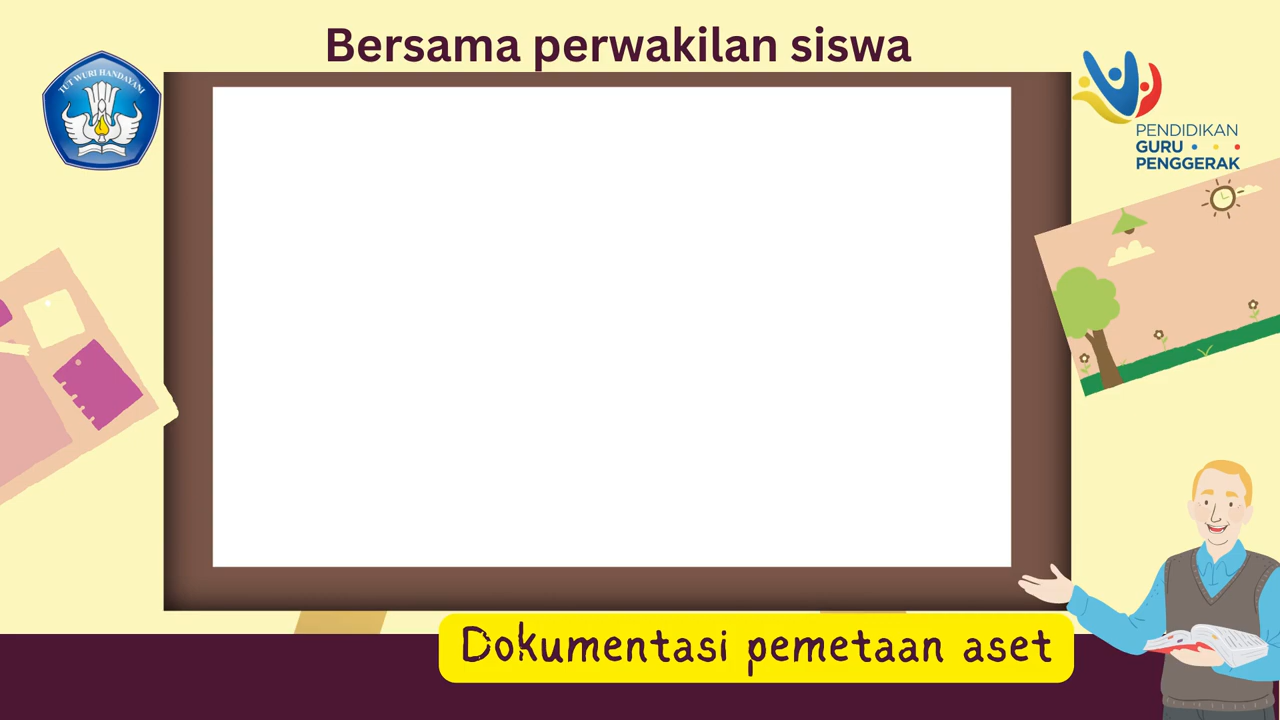 Bersama perwakilan siswa
TUT WURI HANDAYANI
PENDIDIKAN
GURU
PENGGERAK
Dokumentasi pemetaan aset